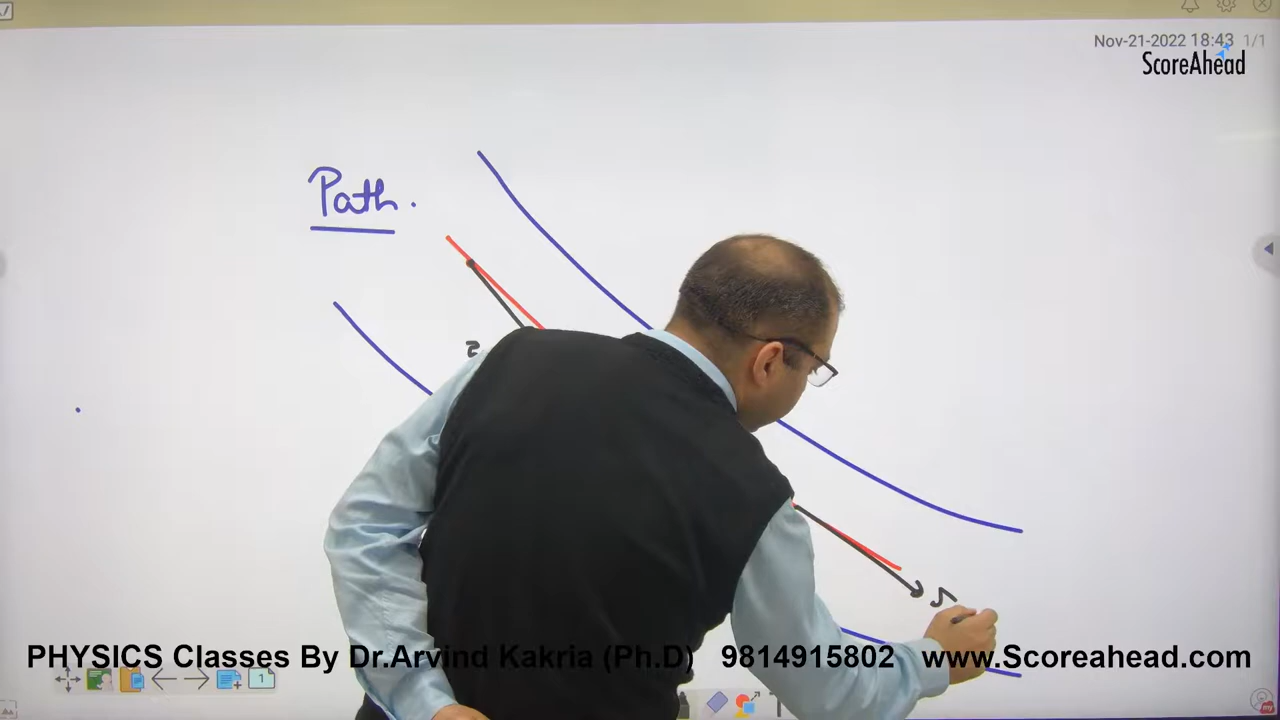 Nov-21-2022 18:43 1/1
ScoreAhead
Path.
PHYSICS Classes By Dr.Arvind Kakria (Ph.D) 9814915802 www.Scoreahead.com
1